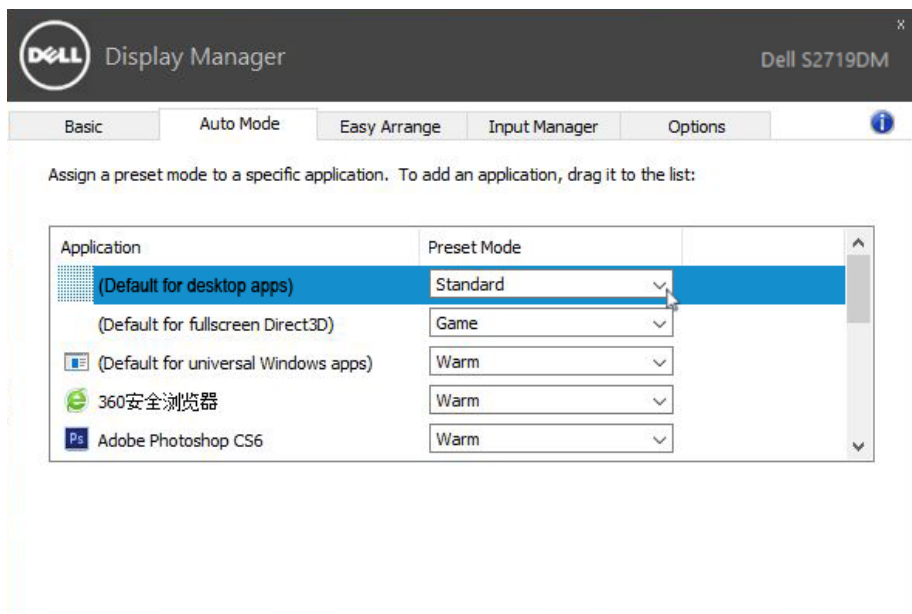 DELL Display Manager
x
Dell S2719DM
Basic Auto Mode Easy Arrange Input Manager Options i
Assign a preset mode to a specific application. To add an application, drag it to the list:
Application Preset Mode
(Default for desktop apps) Standard
(Default for fullscreen Direct3D) Game
(Default for universal Windows apps) Warm
360安全浏览器 Warm
Ps Adobe Photoshop CS6 Warm